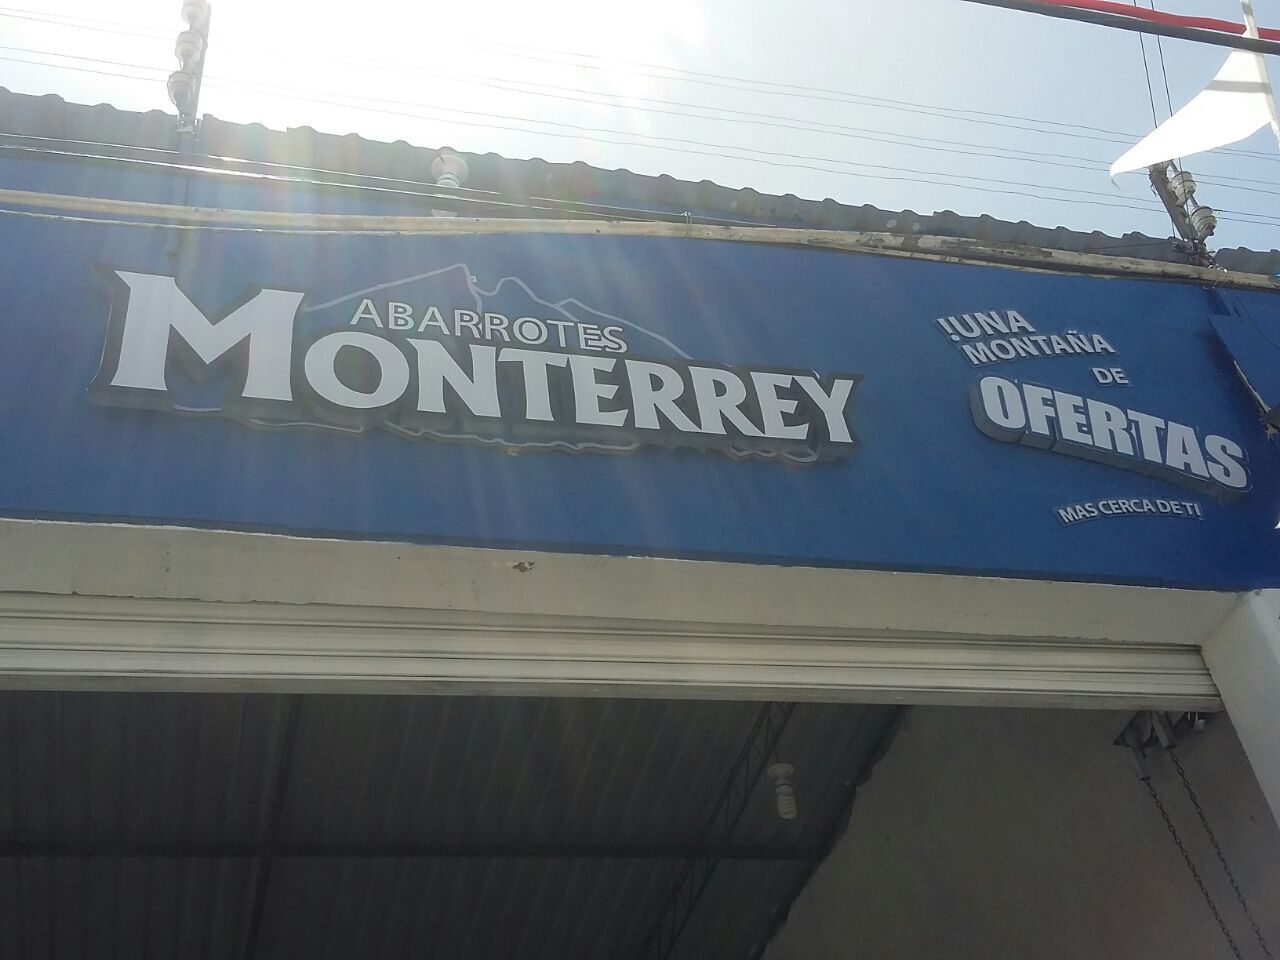 ABARROTES
MONTERREY
!UNA
MONTAÑA
DE
OFERTAS
MAS CERCA DE TI